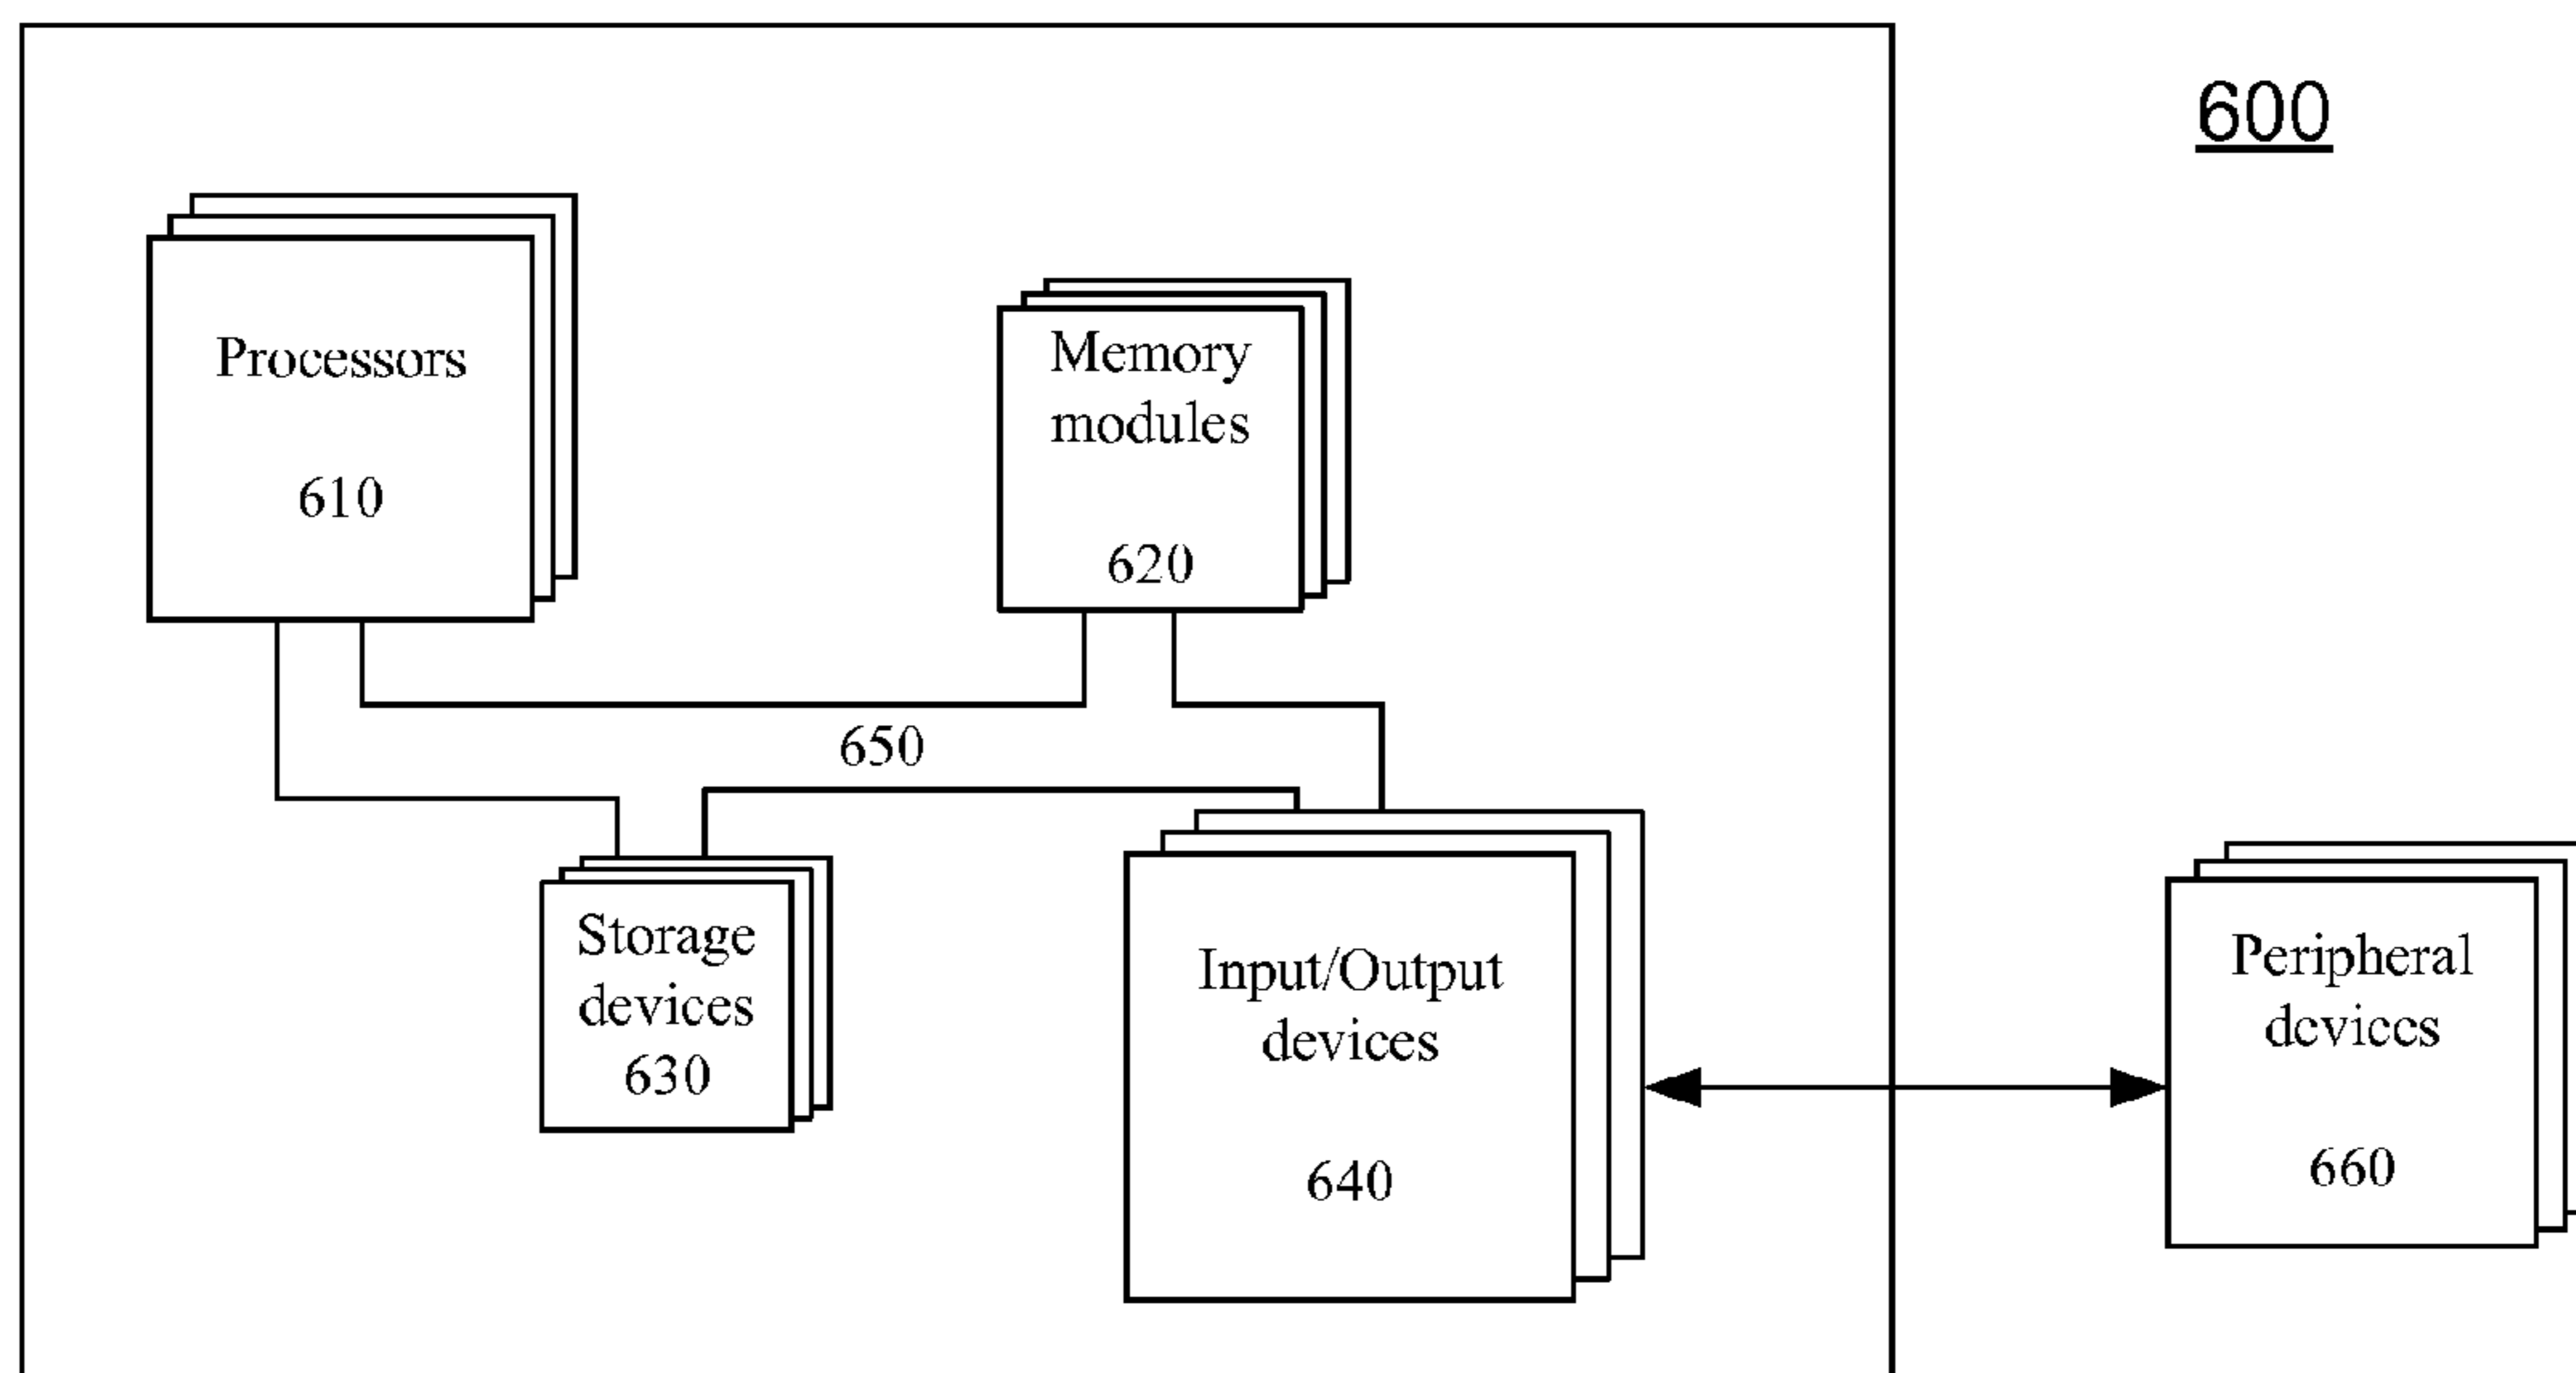 600
Processors
610
Memory
modules
620
650
Storage
devices
630
Input/Output
devices
640
Peripheral
devices
660